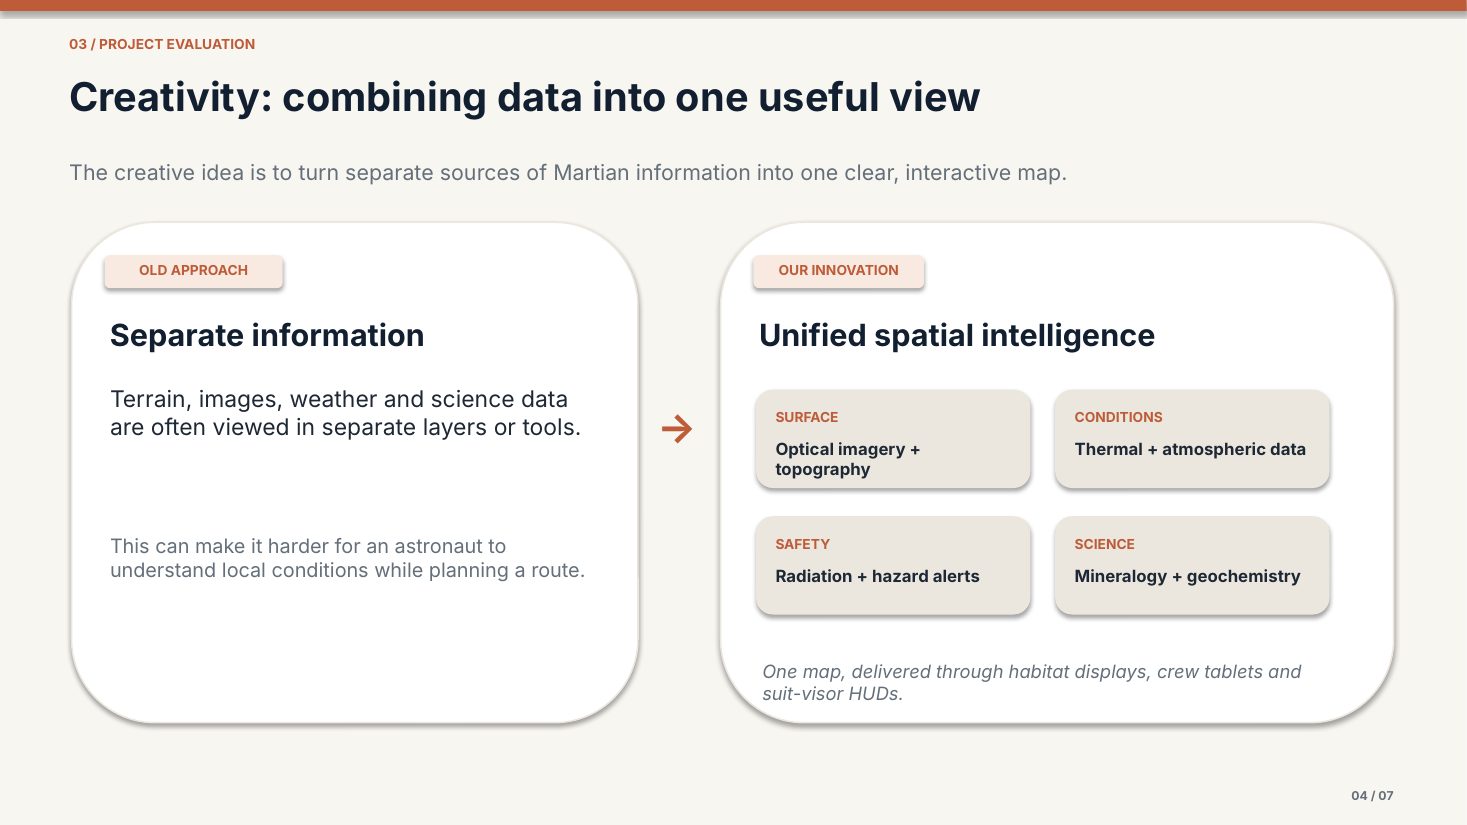 03 / PROJECT EVALUATION
Creativity: combining data into one useful view
The creative idea is to turn separate sources of Martian information into one clear, interactive map.
OLD APPROACH
Separate information
Terrain, images, weather and science data
are often viewed in separate layers or tools.
This can make it harder for an astronaut to
understand local conditions while planning a route.
→
OUR INNOVATION
Unified spatial intelligence
SURFACE
Optical imagery +
topography
CONDITIONS
Thermal + atmospheric data
SAFETY
Radiation + hazard alerts
SCIENCE
Mineralogy + geochemistry
One map, delivered through habitat displays, crew tablets and
suit-visor HUDs.
04 / 07